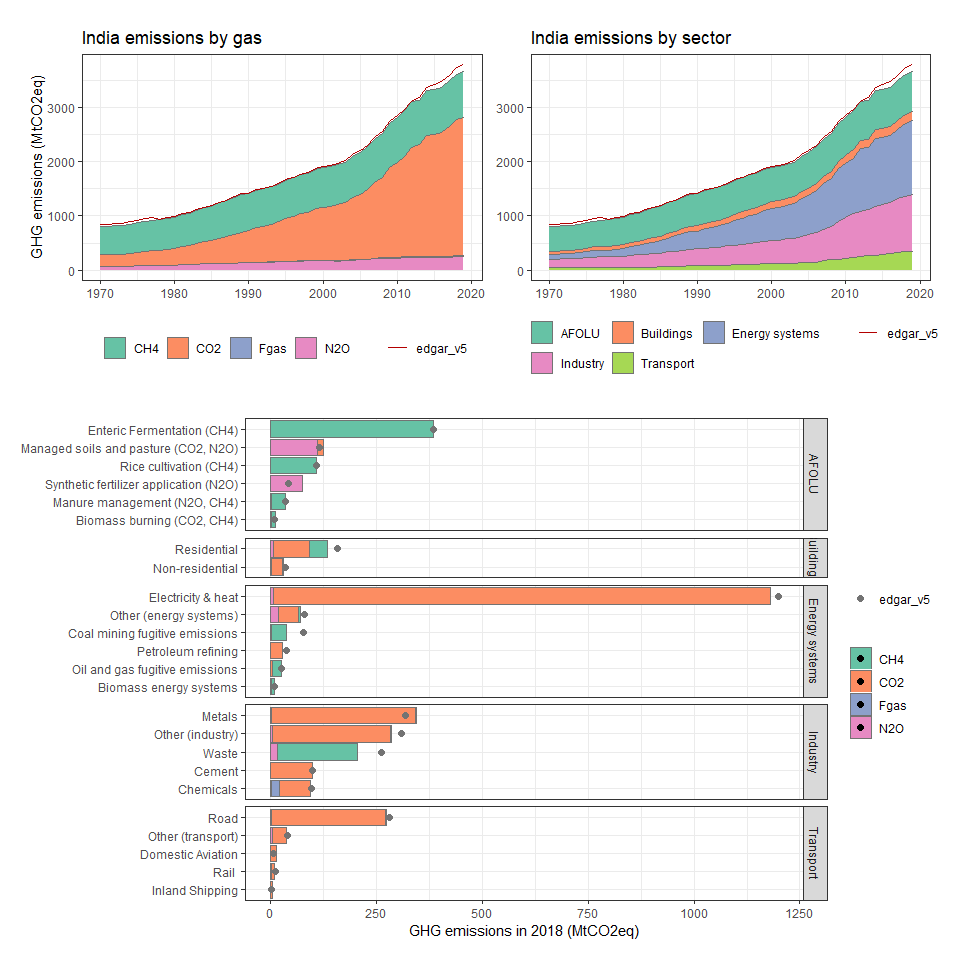 India emissions by gas
GHG emissions (MtCO2eq)
3000
2000
1000
0
1970 1980 1990 2000 2010 2020
CH4 CO2 Fgas N2O edgar_v5
India emissions by sector
3000
2000
1000
0
1970 1980 1990 2000 2010 2020
AFOLU Buildings Energy systems edgar_v5
Industry Transport
Enteric Fermentation (CH4)
Managed soils and pasture (CO2, N2O)
Rice cultivation (CH4)
Synthetic fertilizer application (N2O)
Manure management (N2O, CH4)
Biomass burning (CO2, CH4)
AFOLU
Residential
Non-residential
uilding
Electricity & heat
Other (energy systems)
Coal mining fugitive emissions
Petroleum refining
Oil and gas fugitive emissions
Biomass energy systems
Energy systems
Metals
Other (industry)
Waste
Cement
Chemicals
Industry
Road
Other (transport)
Domestic Aviation
Rail
Inland Shipping
Transport
0 250 500 750 1000 1250
GHG emissions in 2018 (MtCO2eq)
edgar_v5
CH4
CO2
Fgas
N2O